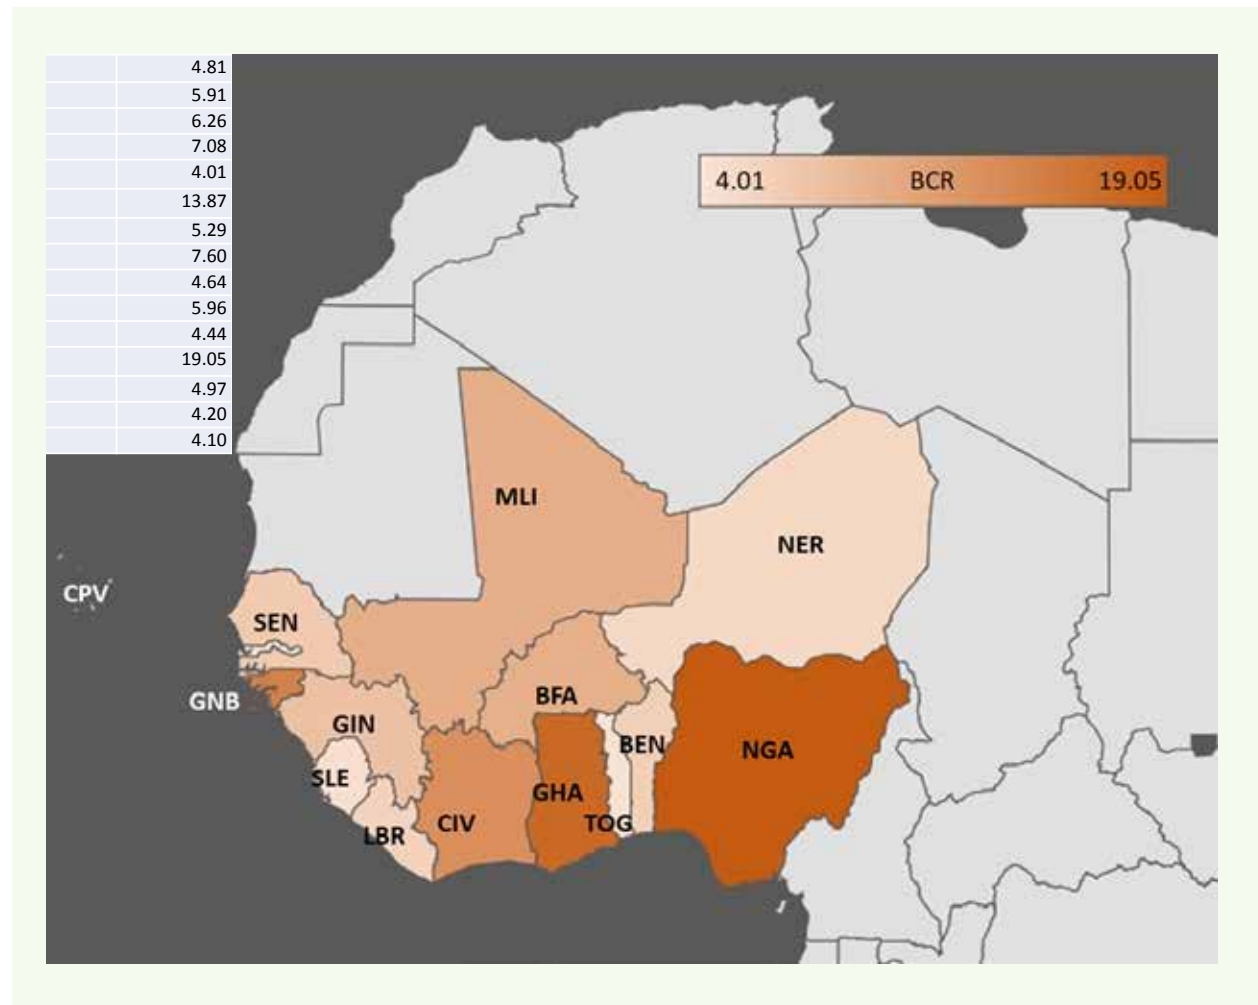 4.81
5.91
6.26
7.08
4.01
13.87
5.29
7.60
4.64
5.96
4.44
19.05
4.97
4.20
4.10
4.01 BCR 19.05
MLI
NER
CPV
SEN
GNB
BFA
GIN
BEN
NGA
SLE
GHA
LBR
CIV
TOG